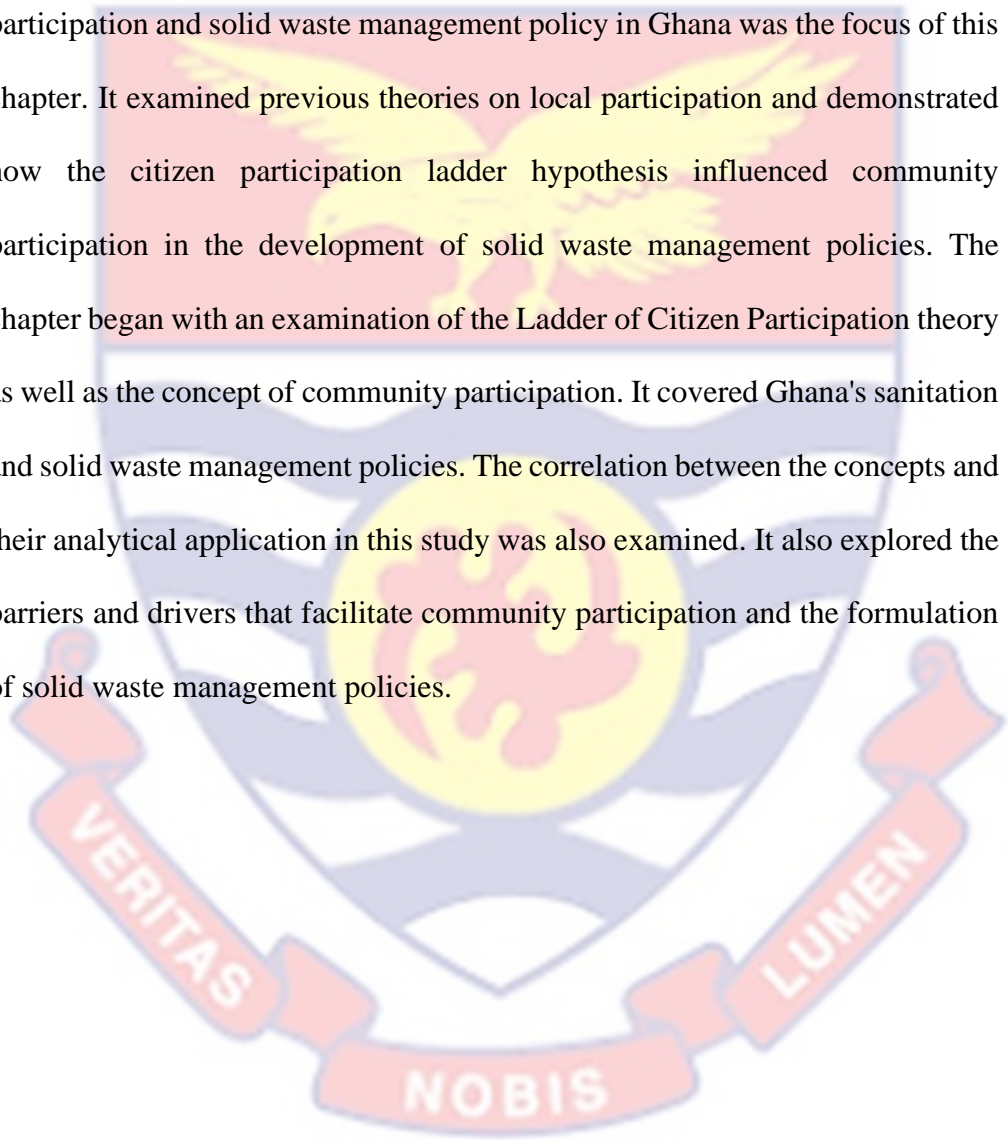 participation and solid waste management policy in Ghana was the focus of this
chapter. It examined previous theories on local participation and demonstrated
how the citizen participation ladder hypothesis influenced community
participation in the development of solid waste management policies. The
chapter began with an examination of the Ladder of Citizen Participation theory
as well as the concept of community participation. It covered Ghana's sanitation
and solid waste management policies. The correlation between the concepts and
their analytical application in this study was also examined. It also explored the
barriers and drivers that facilitate community participation and the formulation
of solid waste management policies.
VERITAS
NOBIS
LUMEN